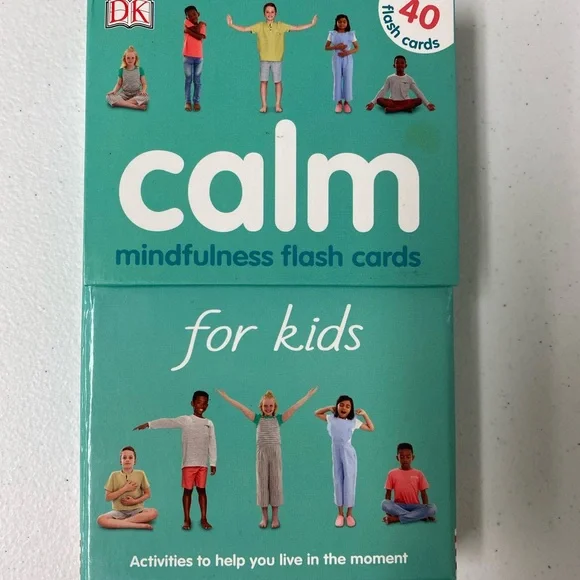 DK
40
flash cards
calm
mindfulness flash cards
for kids
Activities to help you live in the moment